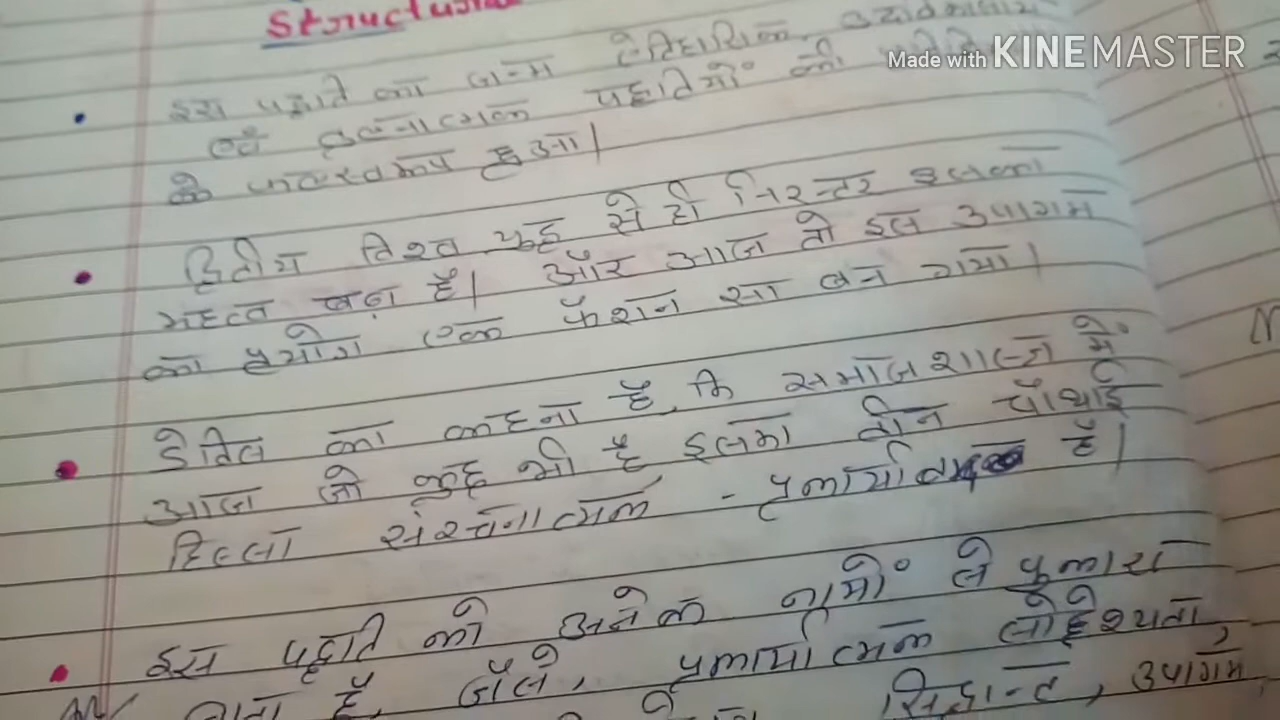 Made with KINEMASTER
इस पद्धति का जन्म ऐतिहासिक,
एवं तुलनात्मक पद्धतियों की
के फलस्वरूप हुआ।
द्वितीय विश्व युद्ध से ही निरन्तर इसका
महत्व बढ़ा है। और आज तो इस उपागम
का प्रयोग एक फैशन सा बन गया।
डेविस का कहना है, कि समाजशास्त्र में
आज जो कुछ भी है इसका तीन चौथाई
हिस्सा संरचनात्मक - प्रकार्यात्मक है।
इस पद्धति को अनेक नामों से पुकारा
जाता है, जैसे, प्रकार्यात्मक सोद्देश्यता,
सिद्धान्त, उपागम,